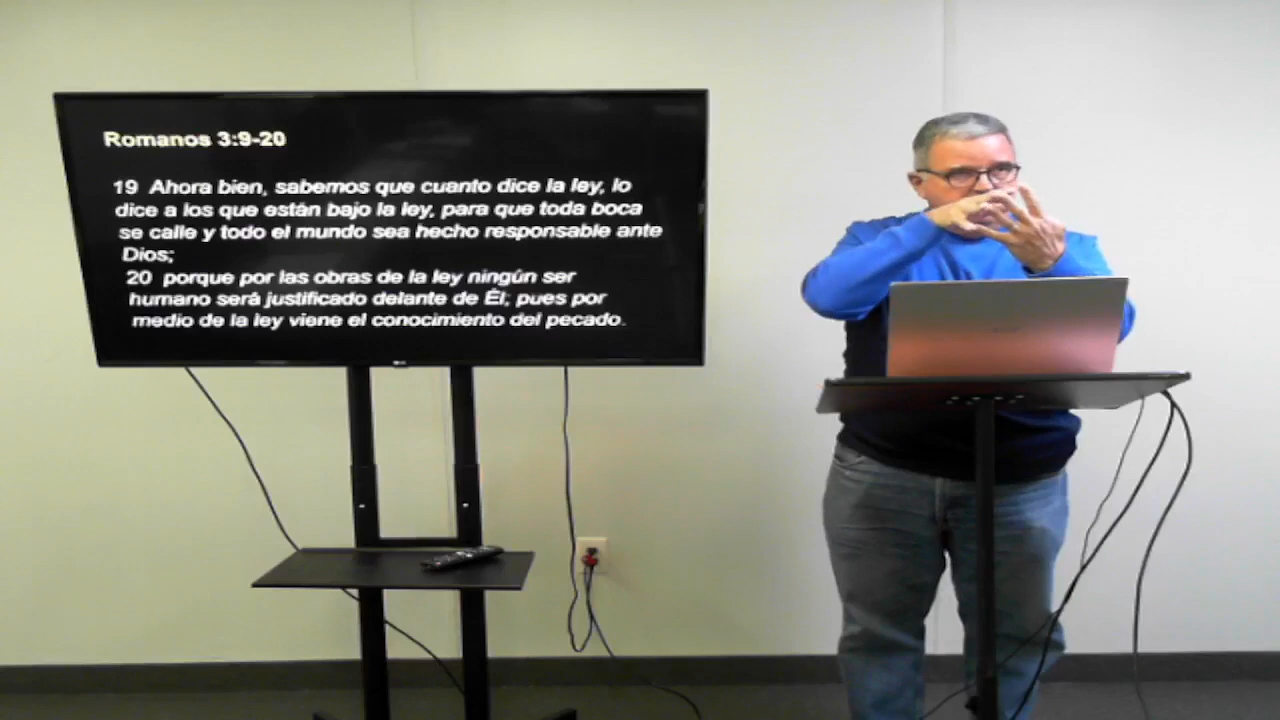 Romanos 3:9-20
19 Ahora bien, sabemos que cuanto dice la ley, lo
dice a los que están bajo la ley, para que toda boca
se calle y todo el mundo sea hecho responsable ante
Dios;
20 porque por las obras de la ley ningún ser
humano será justificado delante de Él; pues por
medio de la ley viene el conocimiento del pecado.